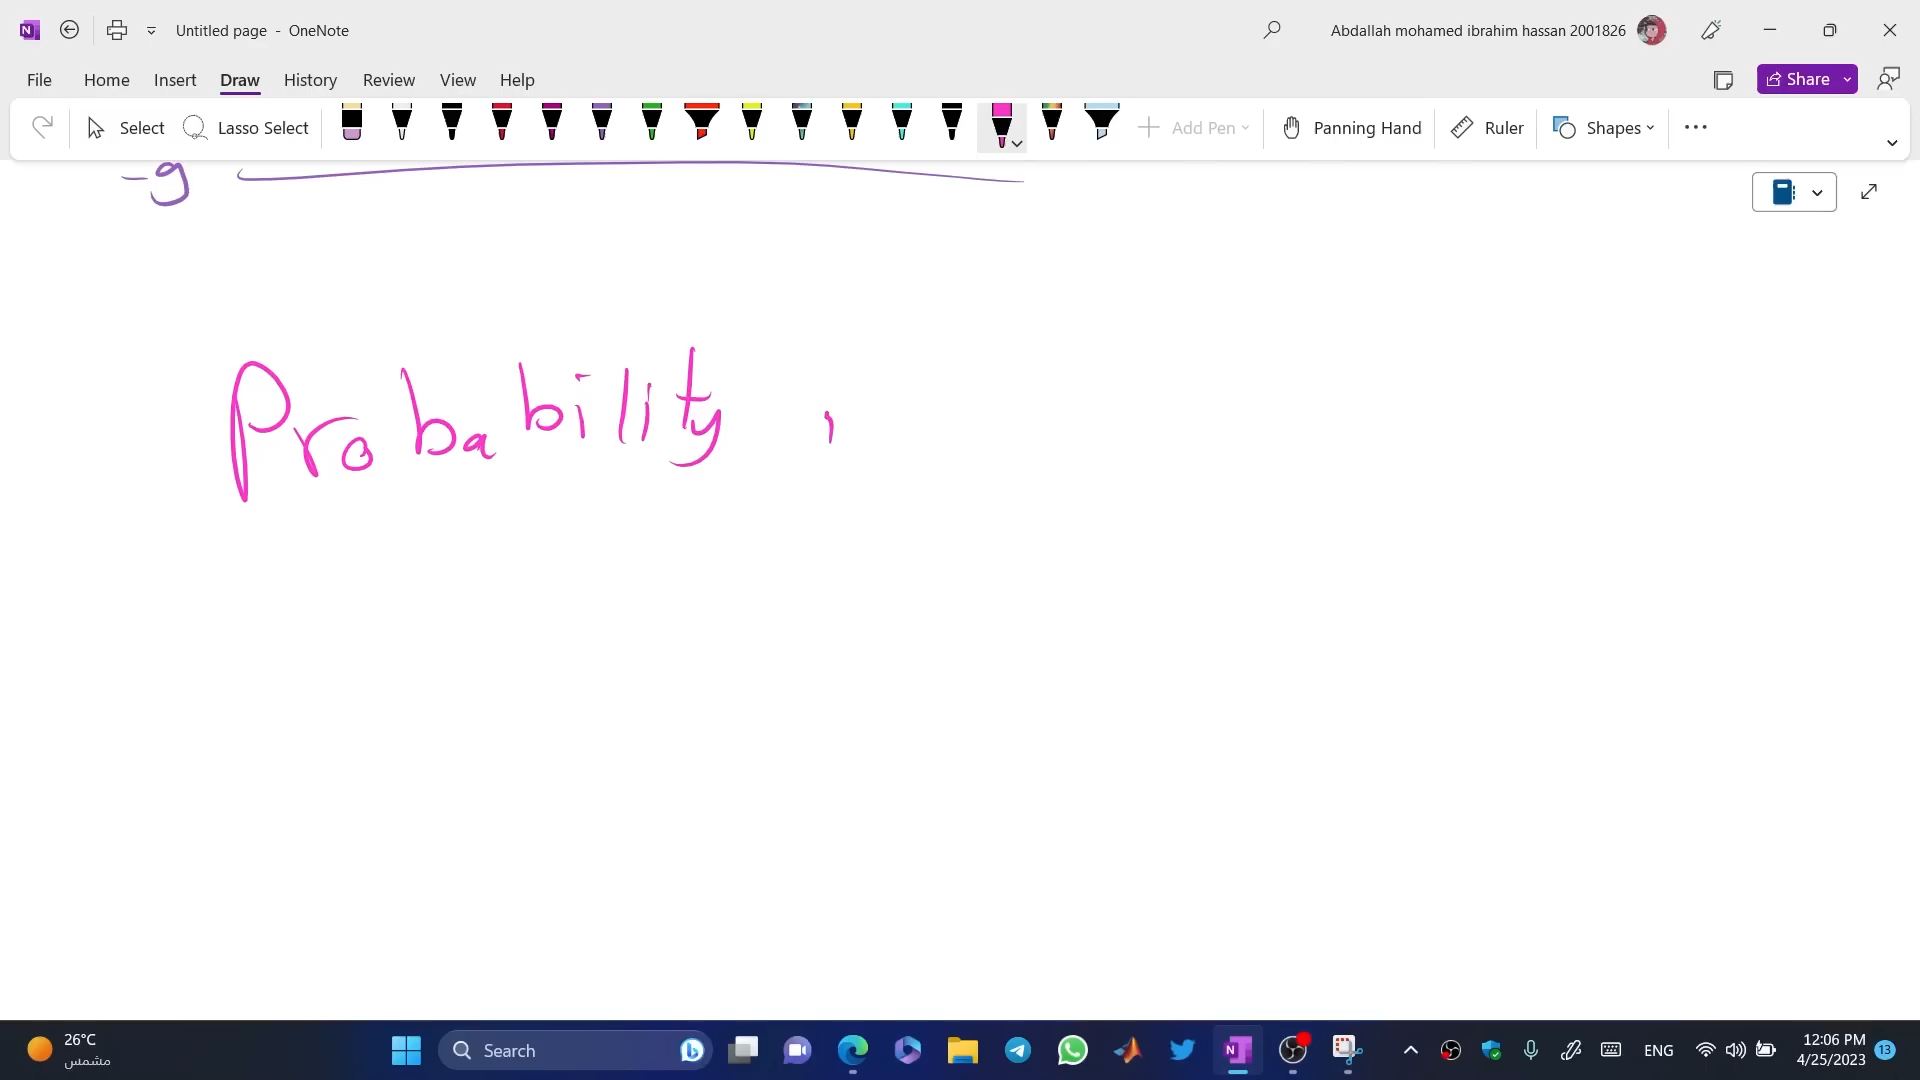 Untitled page - OneNote
Abdallah mohamed ibrahim hassan 2001826
File Home Insert Draw History Review View Help
Share
Select Lasso Select Add Pen Panning Hand Ruler Shapes
-g
Probability
26°C
مشمس
Search
ENG
12:06 PM
4/25/2023
13